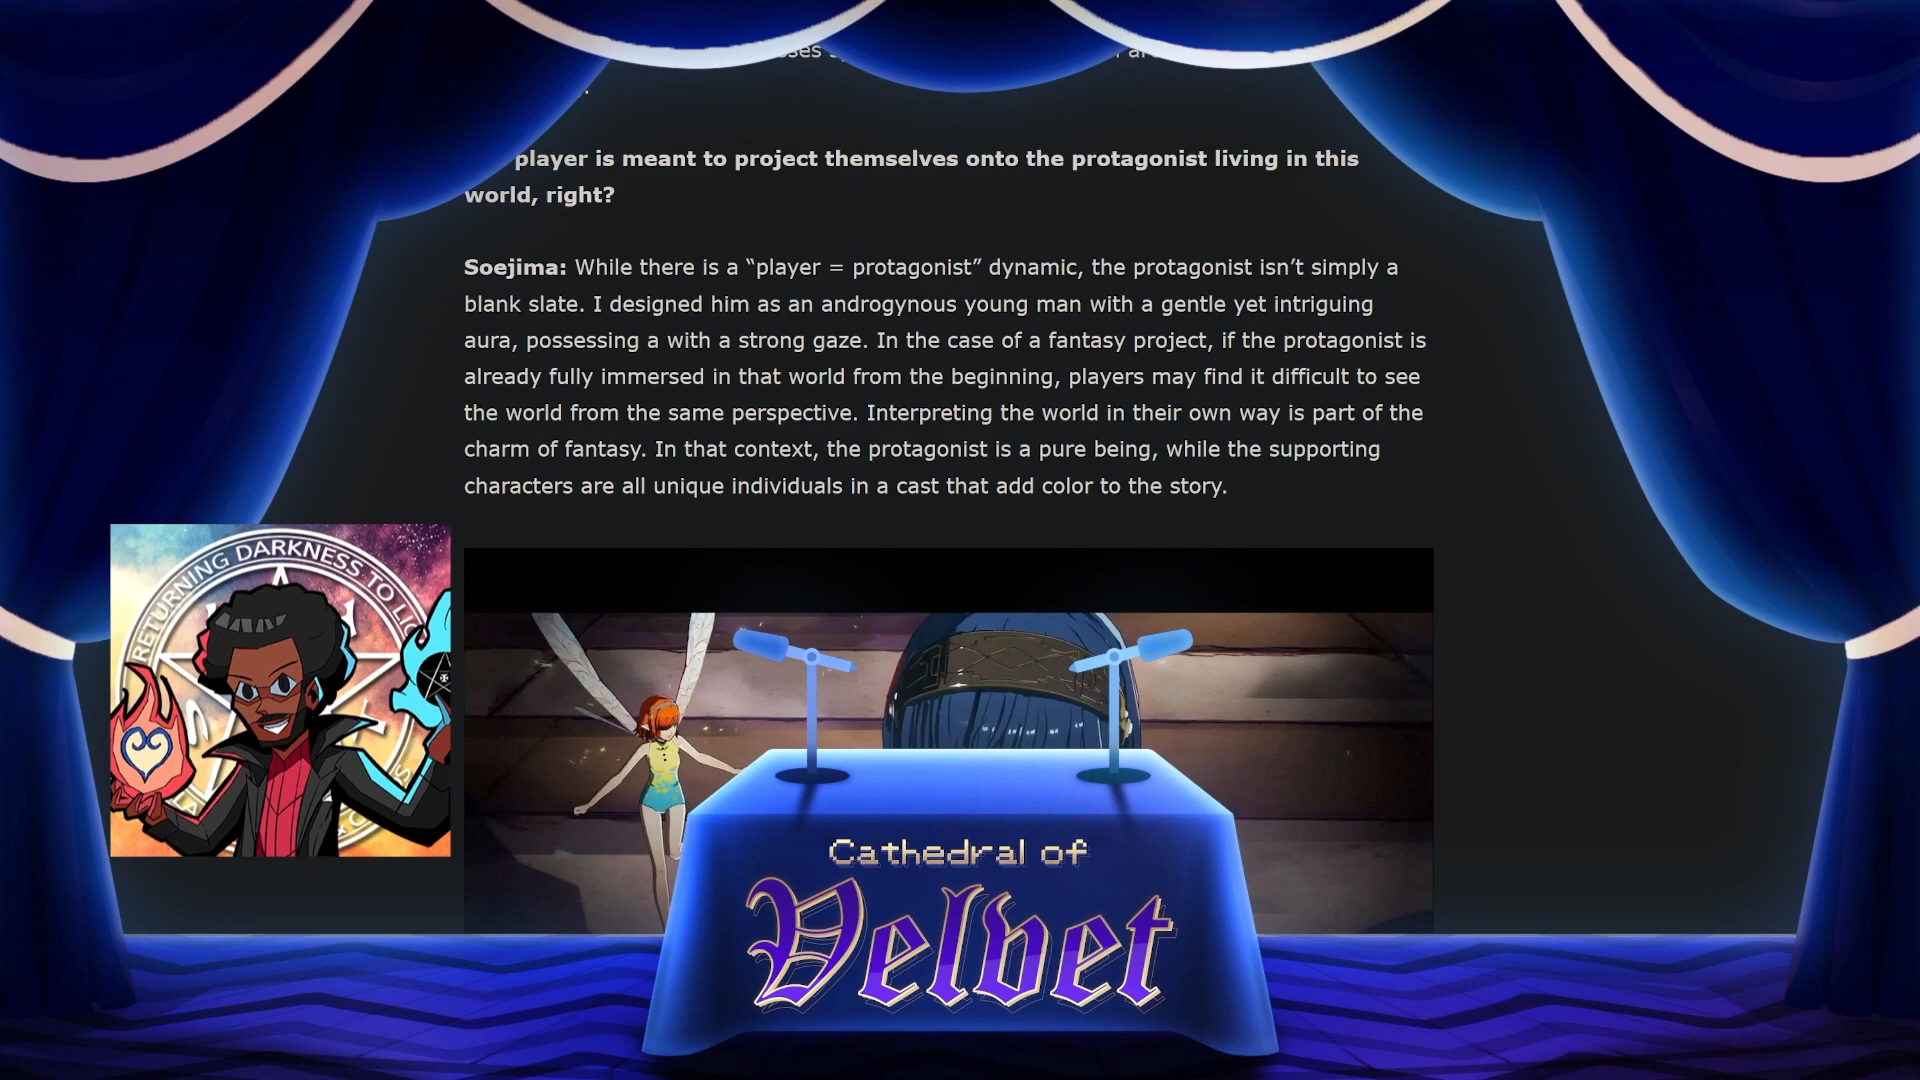 player is meant to project themselves onto the protagonist living in this
world, right?
Soejima: While there is a “player = protagonist” dynamic, the protagonist isn’t simply a
blank slate. I designed him as an androgynous young man with a gentle yet intriguing
aura, possessing a with a strong gaze. In the case of a fantasy project, if the protagonist is
already fully immersed in that world from the beginning, players may find it difficult to see
the world from the same perspective. Interpreting the world in their own way is part of the
charm of fantasy. In that context, the protagonist is a pure being, while the supporting
characters are all unique individuals in a cast that add color to the story.
RETURNING DARKNESS TO
Cathedral of
Velvet